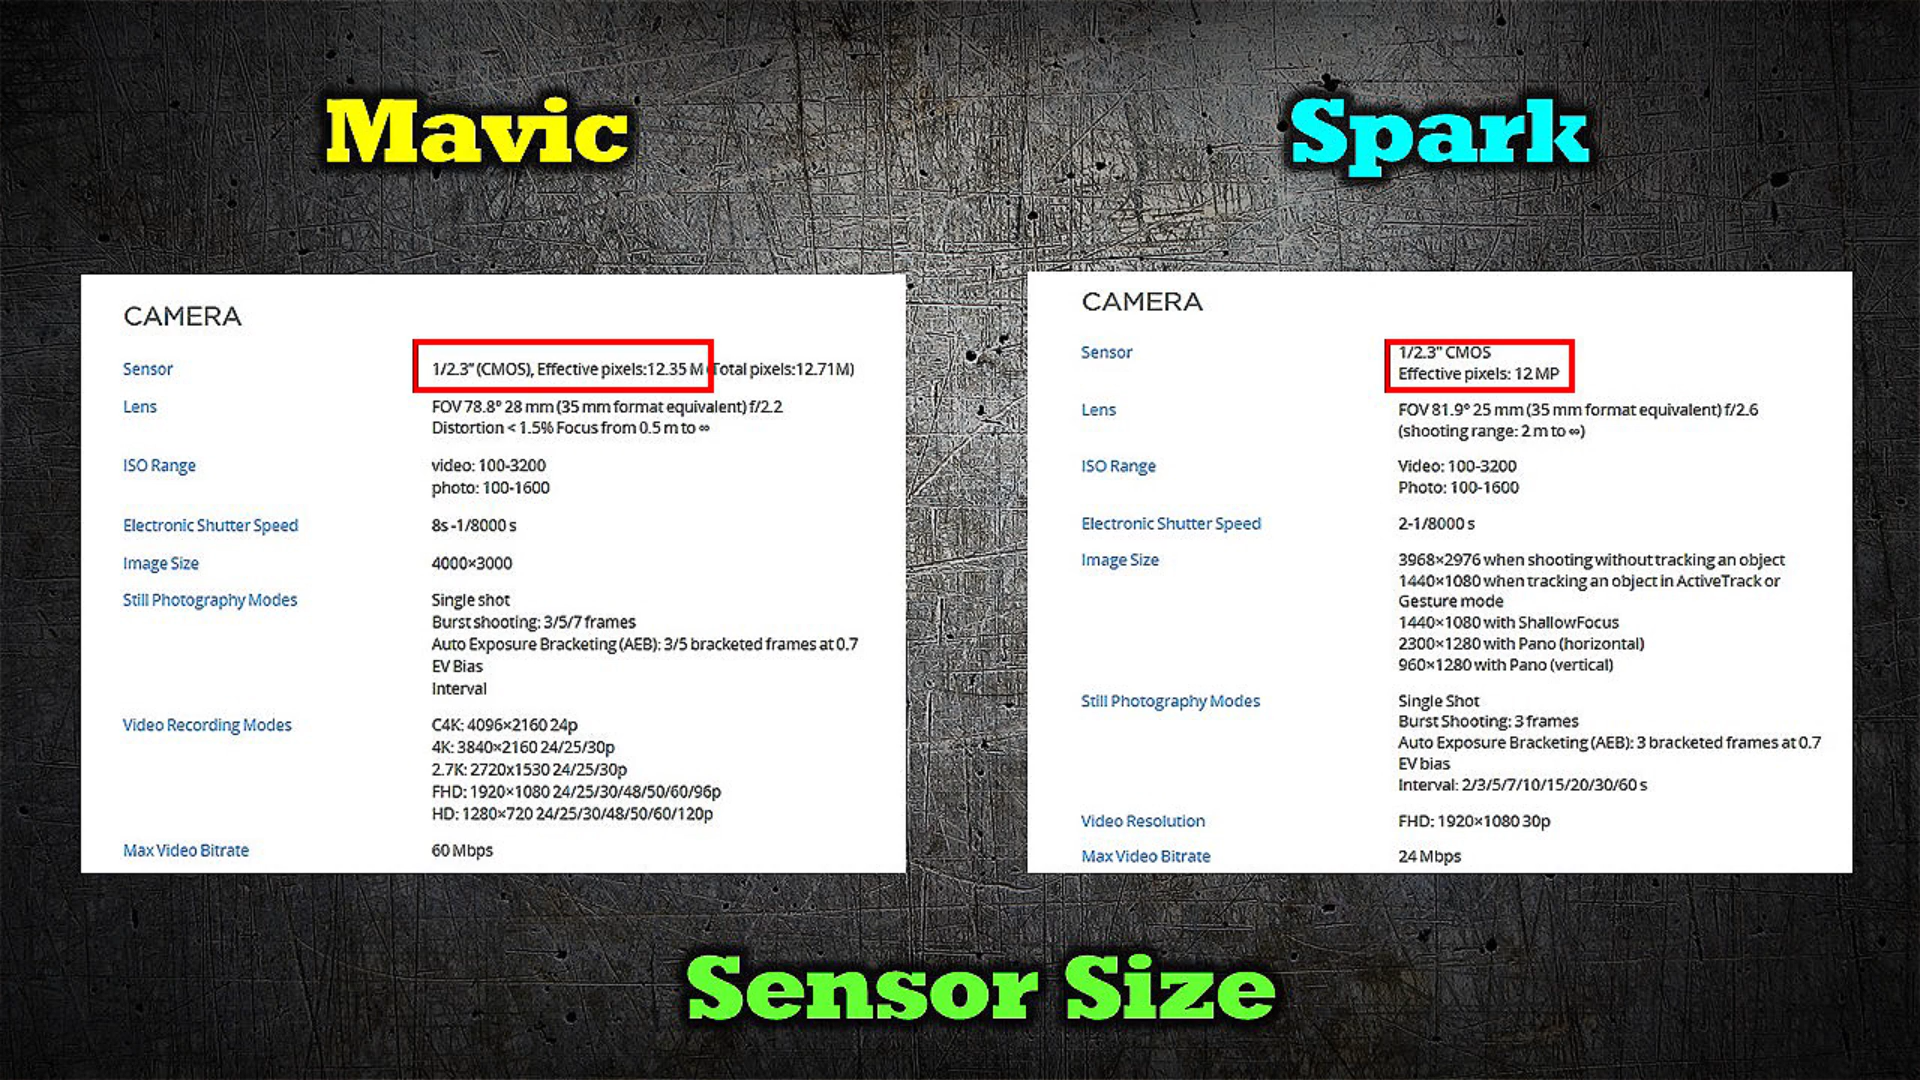 Mavic
Spark
CAMERA
Sensor 1/2.3" (CMOS), Effective pixels:12.35 M (Total pixels:12.71M)
Lens FOV 78.8° 28 mm (35 mm format equivalent) f/2.2
Distortion < 1.5% Focus from 0.5 m to ∞
ISO Range video: 100-3200
photo: 100-1600
Electronic Shutter Speed 8s -1/8000 s
Image Size 4000×3000
Still Photography Modes Single shot
Burst shooting: 3/5/7 frames
Auto Exposure Bracketing (AEB): 3/5 bracketed frames at 0.7
EV Bias
Interval
Video Recording Modes C4K: 4096×2160 24p
4K: 3840×2160 24/25/30p
2.7K: 2720x1530 24/25/30p
FHD: 1920×1080 24/25/30/48/50/60/96p
HD: 1280×720 24/25/30/48/50/60/120p
Max Video Bitrate 60 Mbps
CAMERA
Sensor 1/2.3" CMOS
Effective pixels: 12 MP
Lens FOV 81.9° 25 mm (35 mm format equivalent) f/2.6
(shooting range: 2 m to ∞)
ISO Range Video: 100-3200
Photo: 100-1600
Electronic Shutter Speed 2-1/8000 s
Image Size 3968×2976 when shooting without tracking an object
1440×1080 when tracking an object in ActiveTrack or
Gesture mode
1440×1080 with ShallowFocus
2300×1280 with Pano (horizontal)
960×1280 with Pano (vertical)
Still Photography Modes Single Shot
Burst Shooting: 3 frames
Auto Exposure Bracketing (AEB): 3 bracketed frames at 0.7
EV bias
Interval: 2/3/5/7/10/15/20/30/60 s
Video Resolution FHD: 1920×1080 30p
Max Video Bitrate 24 Mbps
Sensor Size